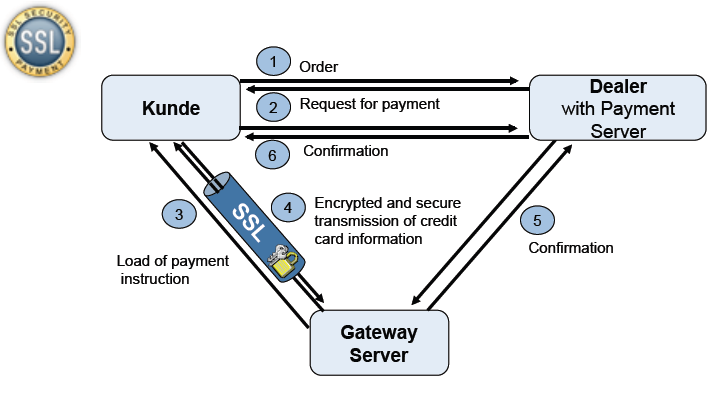 SSL SECURITY
SSL
PAYMENT
1
Order
Kunde
2
Request for payment
Dealer
with Payment
Server
6
Confirmation
3
SSL
4
Encrypted and secure
transmission of credit
card information
5
Confirmation
Load of payment
instruction
Gateway
Server